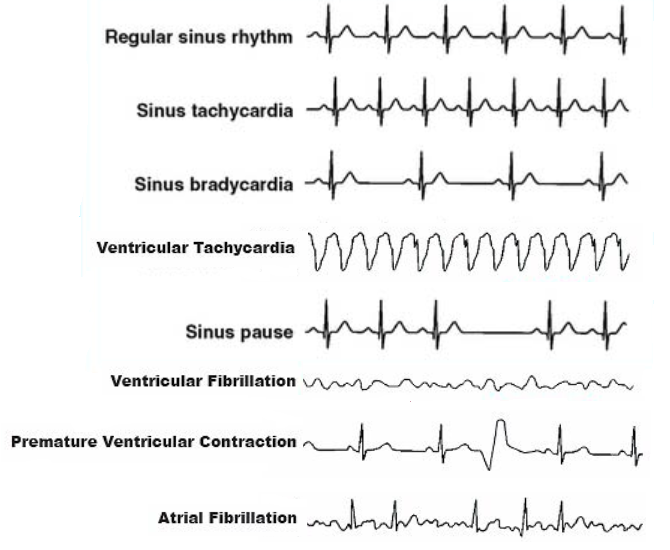 Regular sinus rhythm
Sinus tachycardia
Sinus bradycardia
Ventricular Tachycardia
Sinus pause
Ventricular Fibrillation
Premature Ventricular Contraction
Atrial Fibrillation